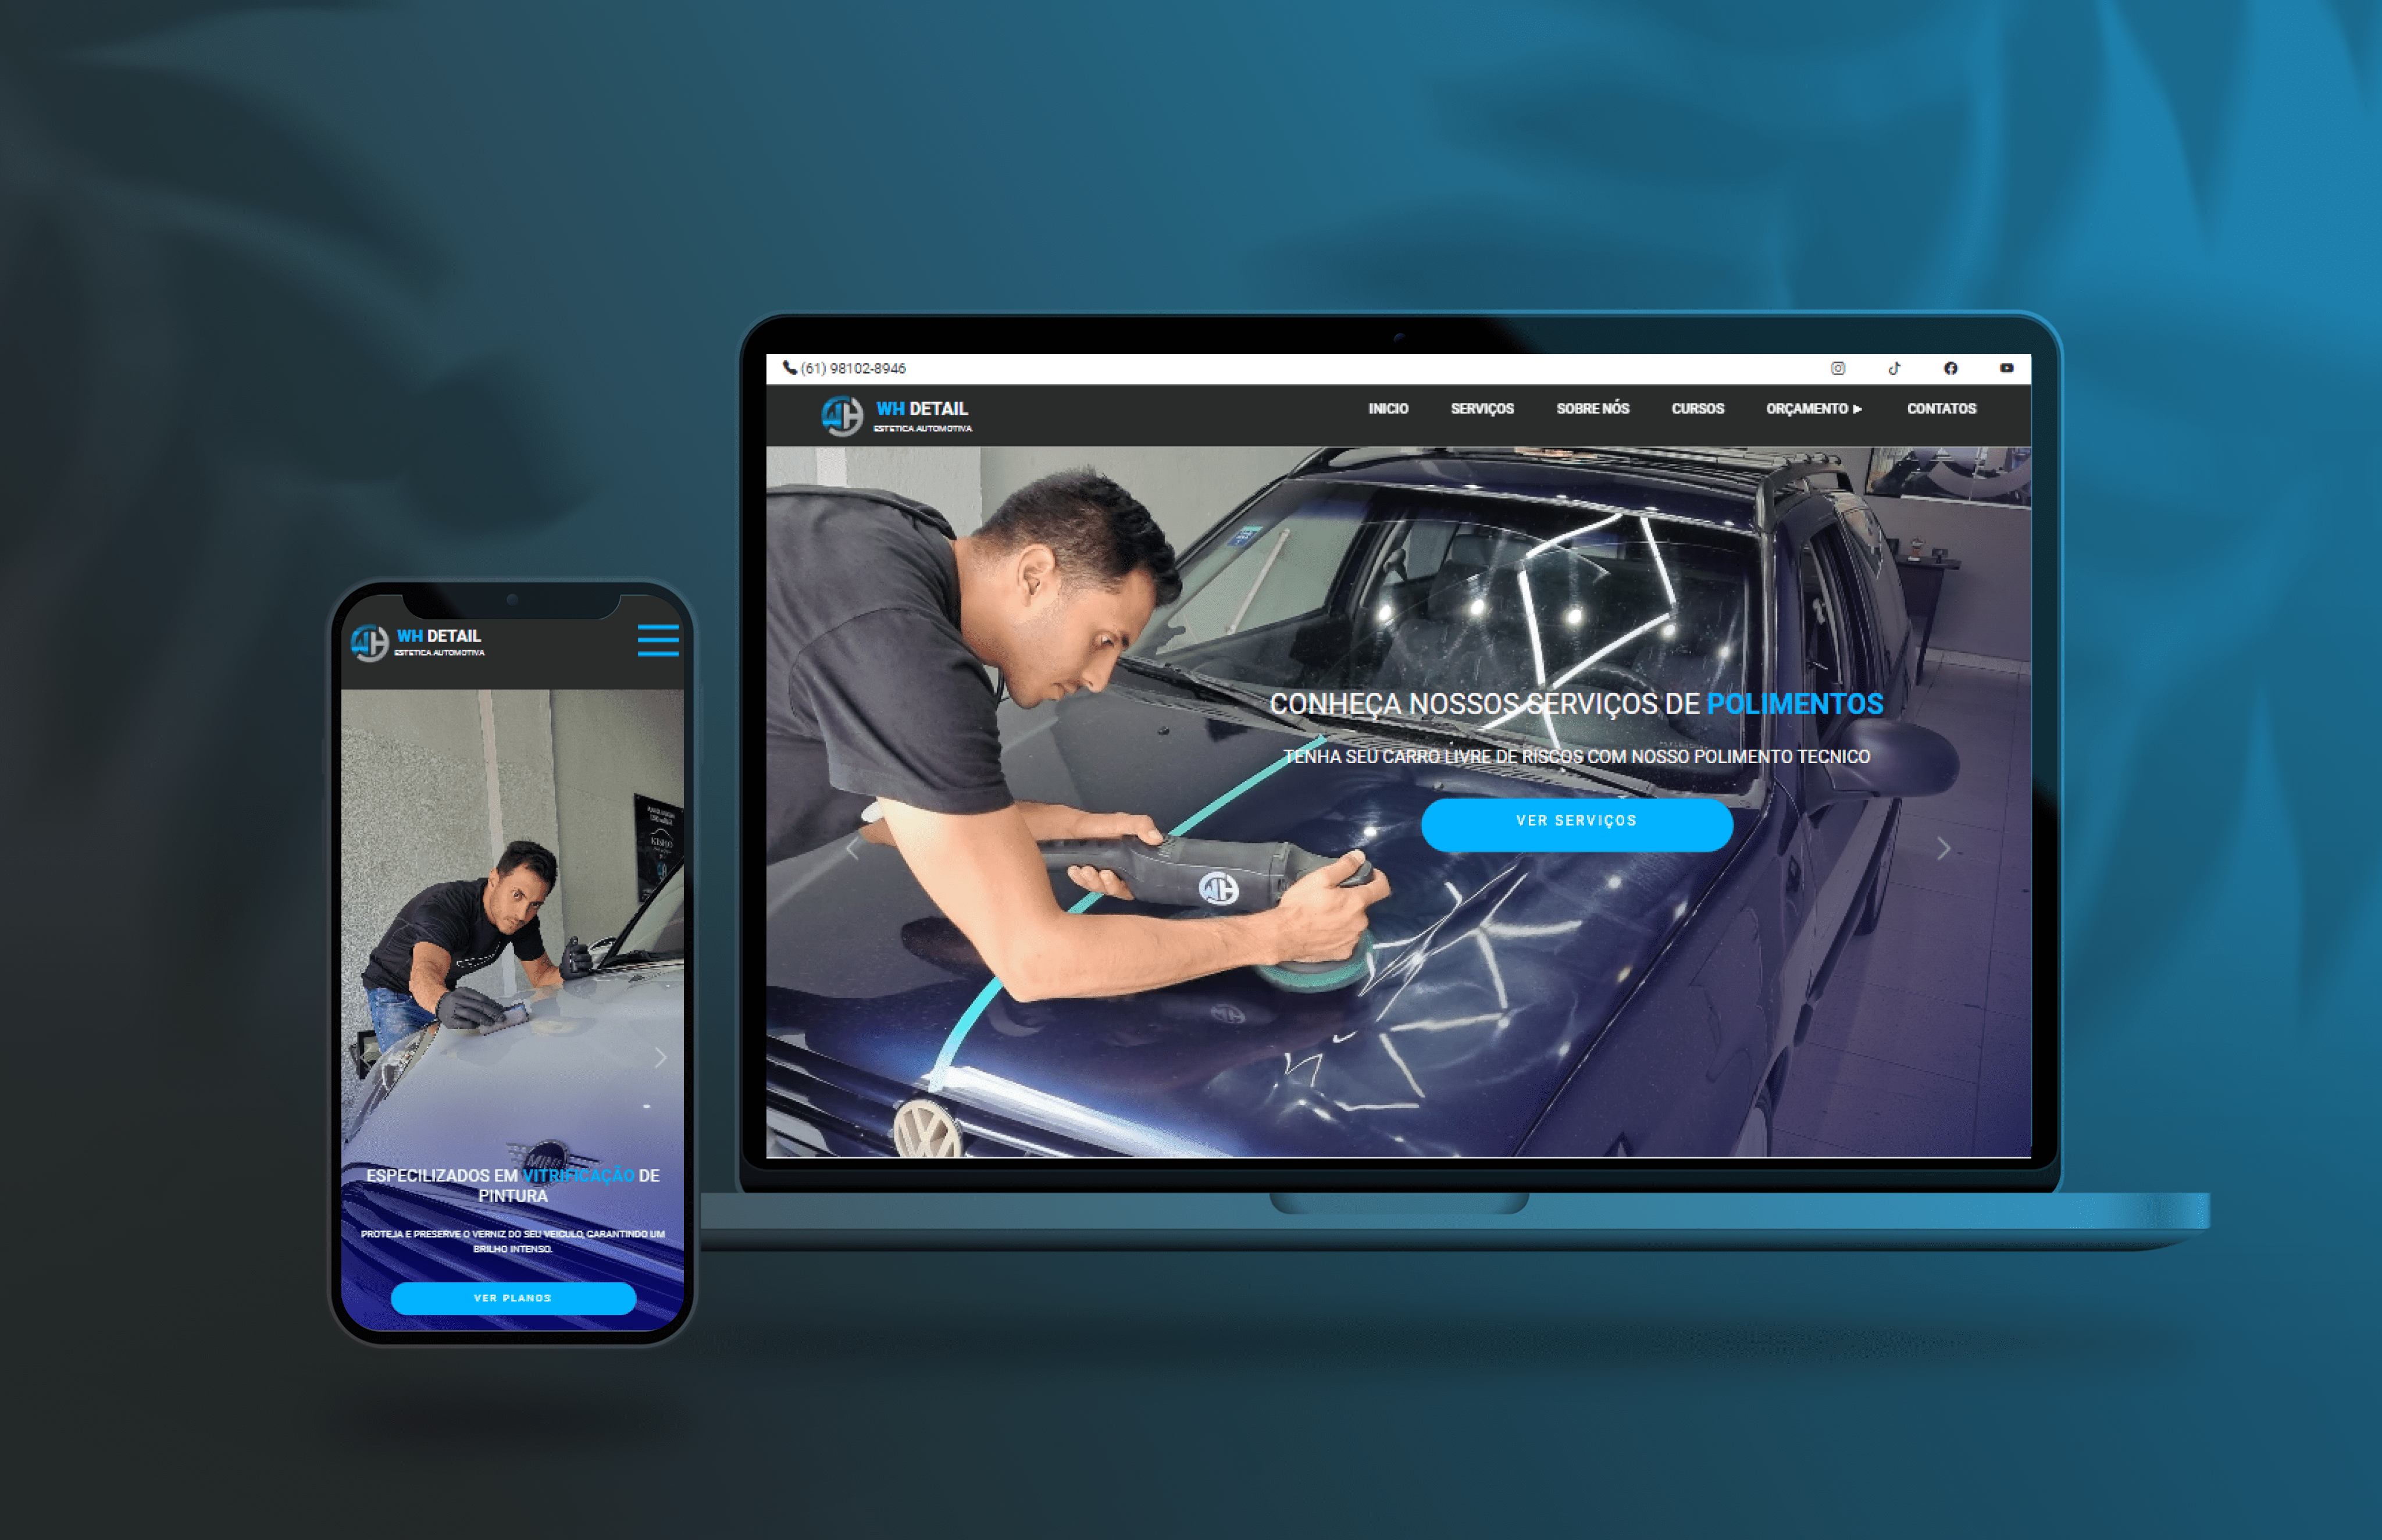 (61) 98102-8946
WH DETAIL
ESTETICA AUTOMOTIVA
INICIO SERVIÇOS SOBRE NÓS CURSOS ORÇAMENTO ▶ CONTATOS
CONHEÇA NOSSOS SERVIÇOS DE POLIMENTOS
TENHA SEU CARRO LIVRE DE RISCOS COM NOSSO POLIMENTO TECNICO
VER SERVIÇOS
WH
WH DETAIL
ESTETICA AUTOMOTIVA
MINI
ESPECILIZADOS EM VITRIFICAÇÃO DE
PINTURA
PROTEJA E PRESERVE O VERNIZ DO SEU VEICULO, GARANTINDO UM
BRILHO INTENSO.
VER PLANOS